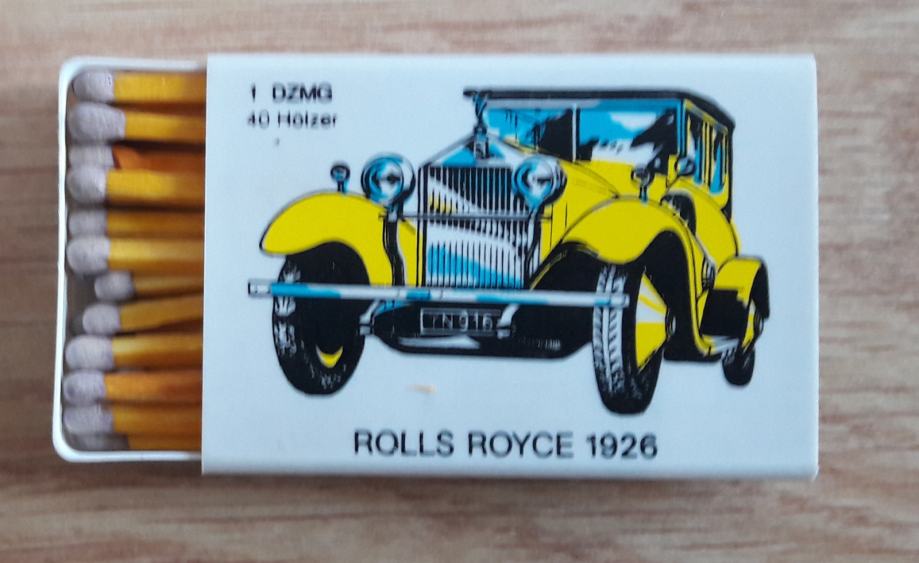 1 DZMG
40 Hölzer
ROLLS ROYCE 1926